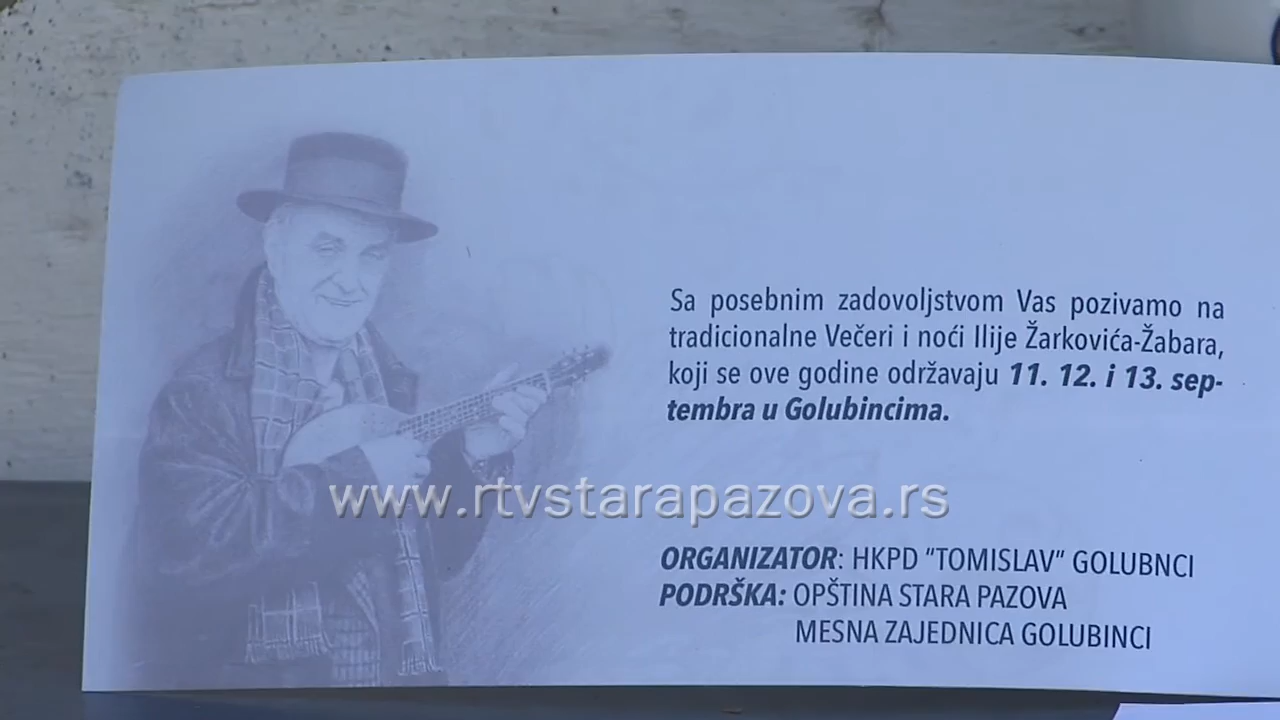 Sa posebnim zadovoljstvom Vas pozivamo na
tradicionalne Večeri i noći Ilije Žarkovića-Žabara,
koji se ove godine održavaju 11. 12. i 13. sep-
tembra u Golubincima.
www.rtvstarapazova.rs
ORGANIZATOR: HKPD “TOMISLAV” GOLUBNCI
PODRŠKA: OPŠTINA STARA PAZOVA
MESNA ZAJEDNICA GOLUBINCI